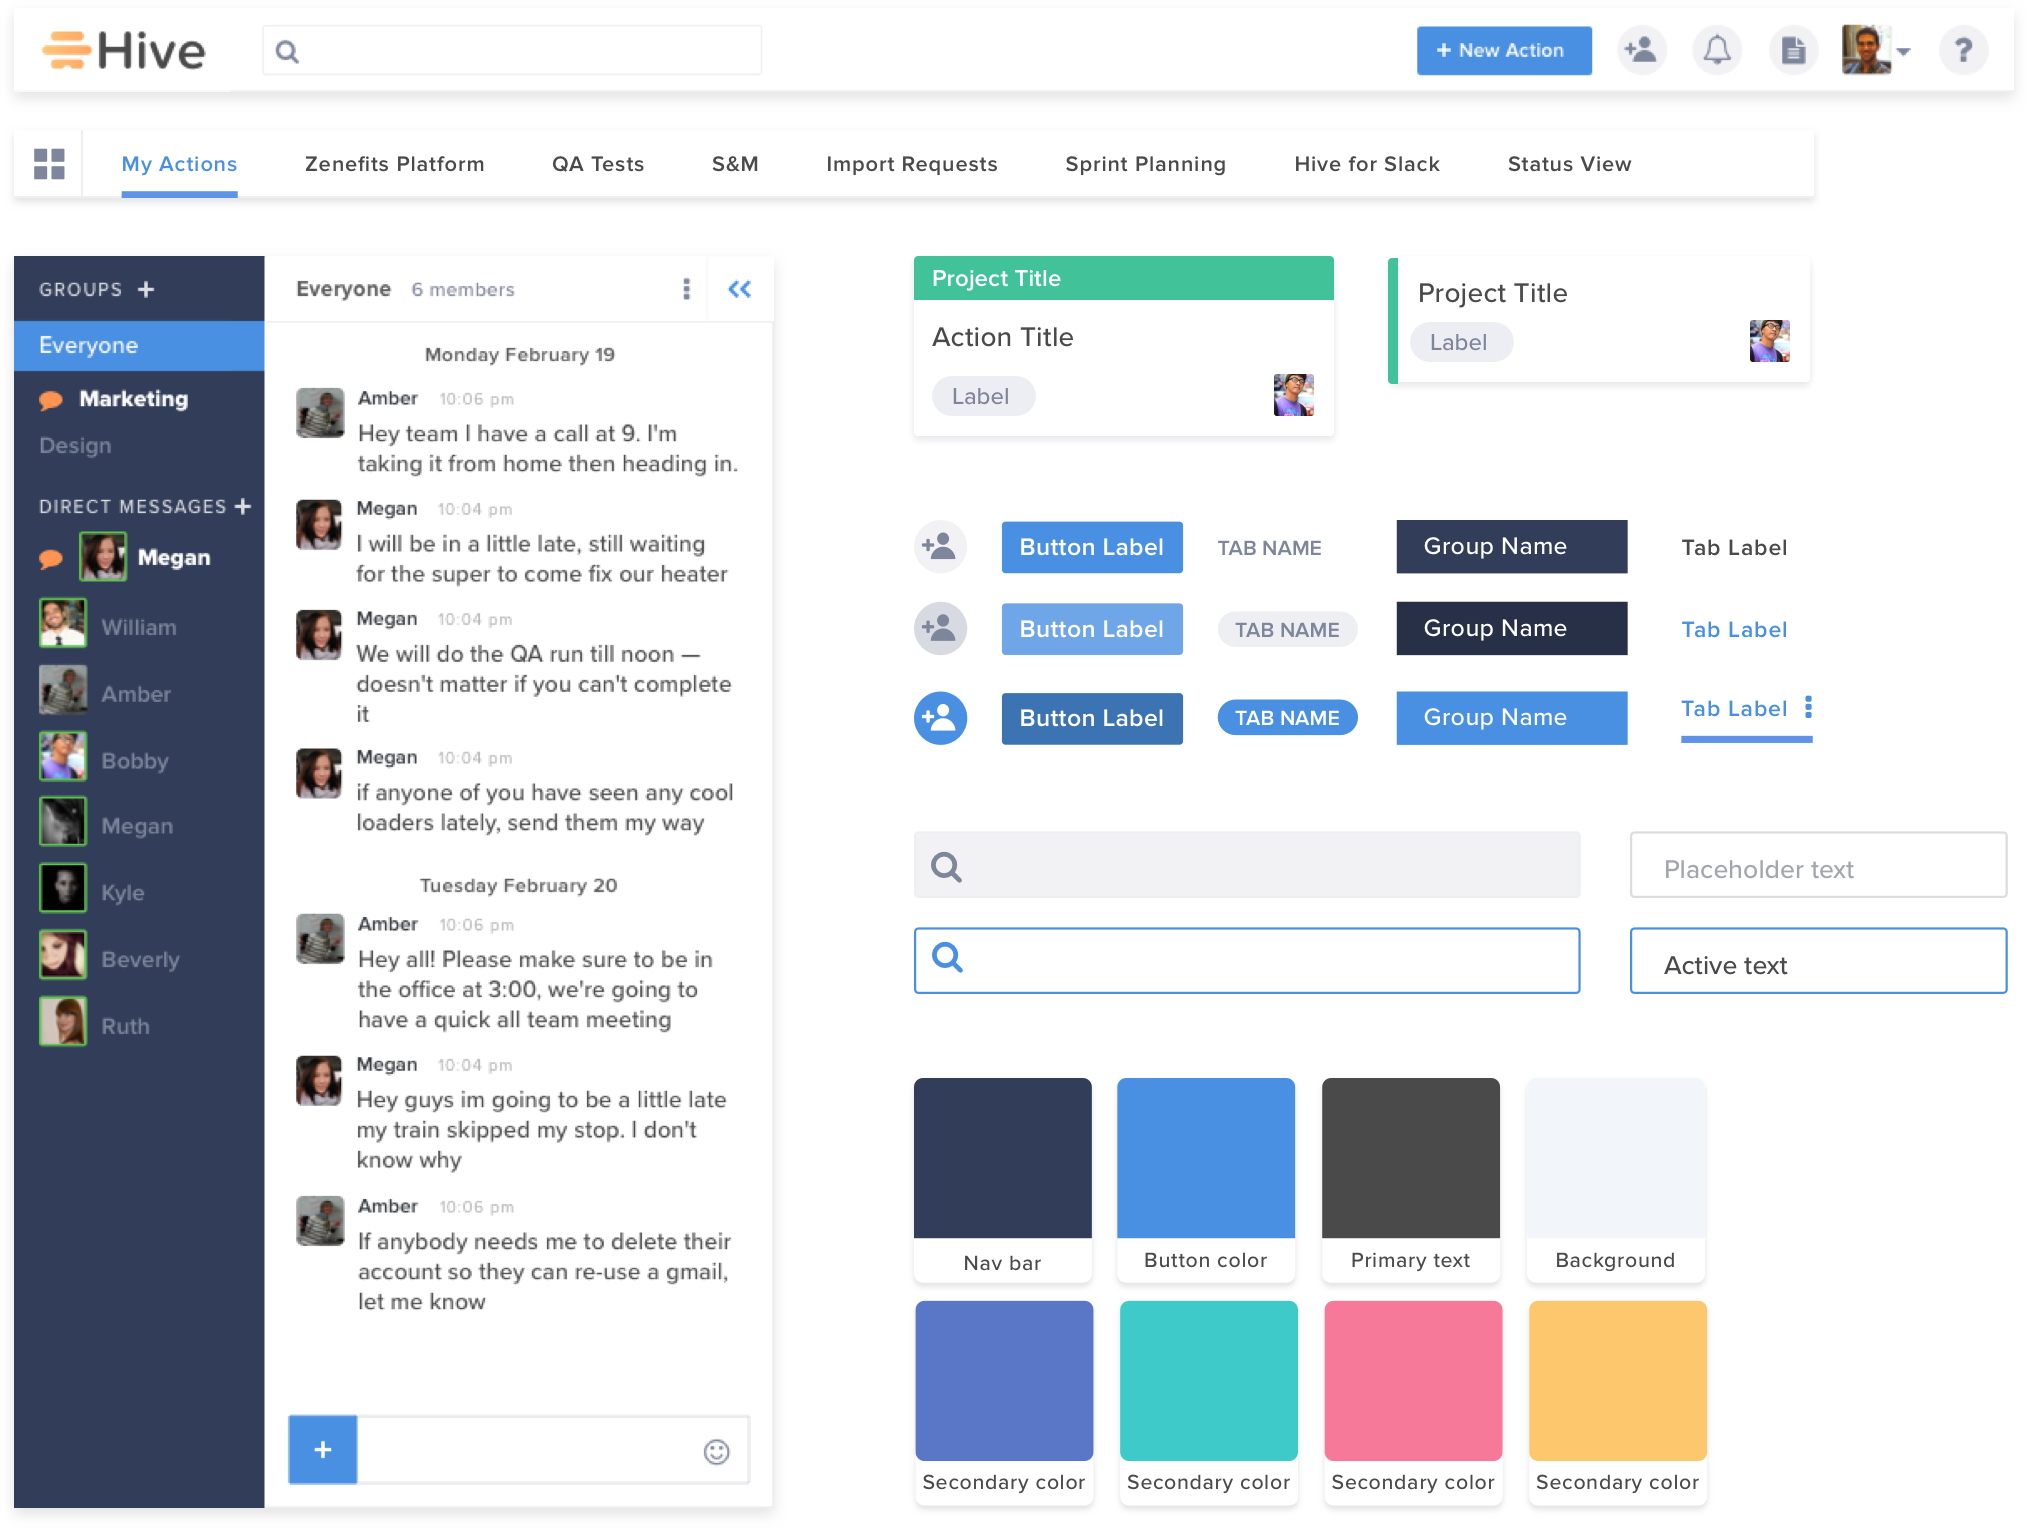 Hive
+ New Action
?
My Actions
Zenefits Platform
QA Tests
S&M
Import Requests
Sprint Planning
Hive for Slack
Status View
GROUPS +
Everyone
Marketing
Design
DIRECT MESSAGES +
Megan
William
Amber
Bobby
Megan
Kyle
Beverly
Ruth
Everyone 6 members
Monday February 19
Amber 10:06 pm
Hey team I have a call at 9. I'm
taking it from home then heading in.
Megan 10:04 pm
I will be in a little late, still waiting
for the super to come fix our heater
Megan 10:04 pm
We will do the QA run till noon —
doesn't matter if you can't complete
it
Megan 10:04 pm
if anyone of you have seen any cool
loaders lately, send them my way
Tuesday February 20
Amber 10:06 pm
Hey all! Please make sure to be in
the office at 3:00, we're going to
have a quick all team meeting
Megan 10:04 pm
Hey guys im going to be a little late
my train skipped my stop. I don't
know why
Amber 10:06 pm
If anybody needs me to delete their
account so they can re-use a gmail,
let me know
+
Project Title
Action Title
Label
Project Title
Label
Button Label
TAB NAME
Group Name
Tab Label
Button Label
TAB NAME
Group Name
Tab Label
Button Label
TAB NAME
Group Name
Tab Label
Placeholder text
Active text
Nav bar
Button color
Primary text
Background
Secondary color
Secondary color
Secondary color
Secondary color